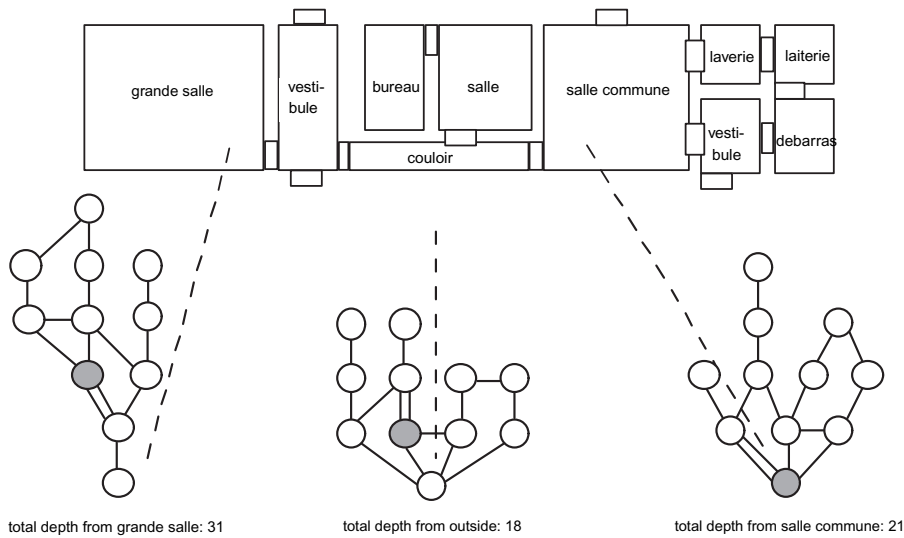 grande salle
vesti-
bule
bureau
salle
couloir
salle commune
laverie
laiterie
vesti-
bule
debarras
total depth from grande salle: 31
total depth from outside: 18
total depth from salle commune: 21